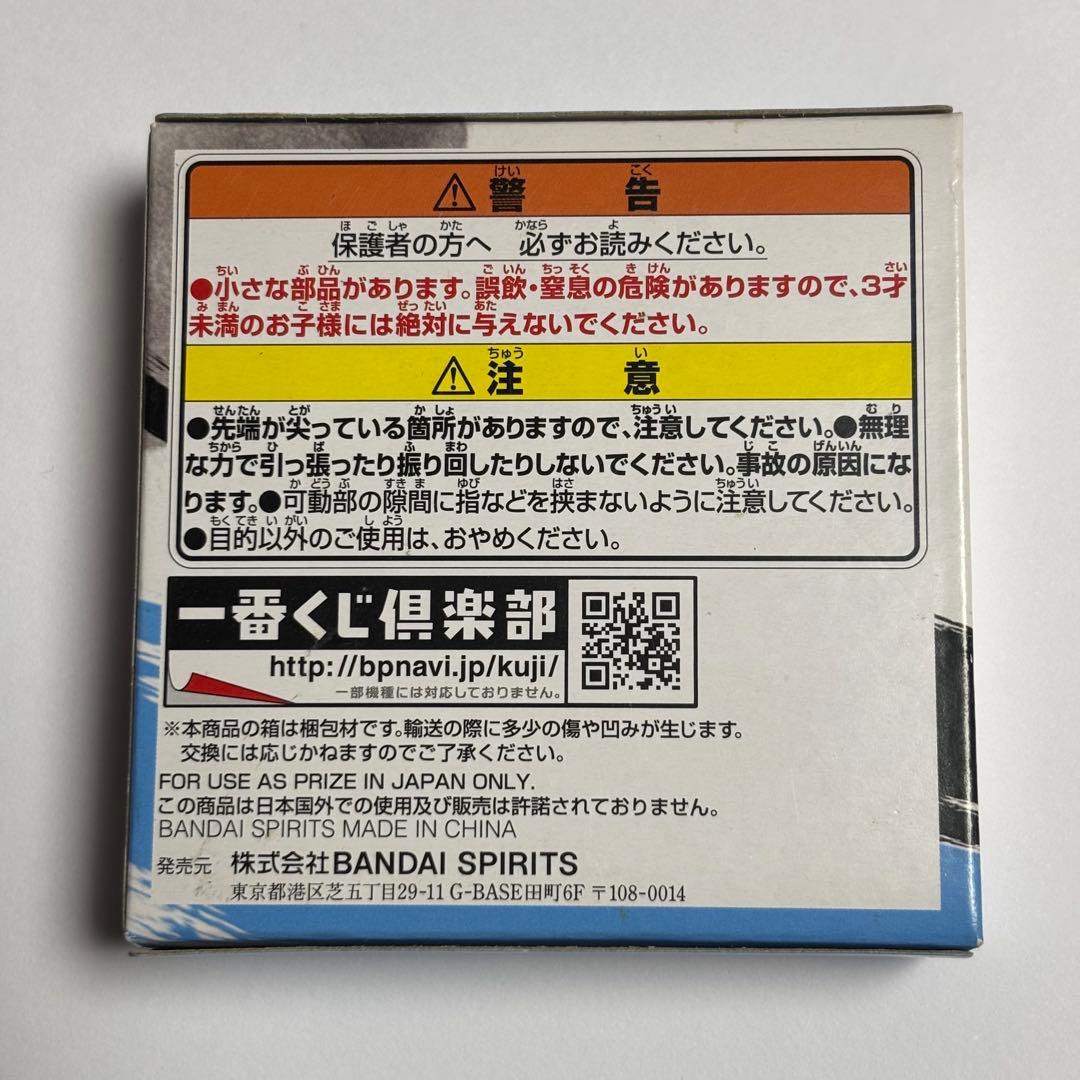 ⚠警告
保護者の方へ 必ずお読みください。
●小さな部品があります。誤飲・窒息の危険がありますので、3才
未満のお子様には絶対に与えないでください。
⚠注意
●先端が尖っている箇所がありますので、注意してください。●無理
な力で引っ張ったり振り回したりしないでください。事故の原因にな
ります。●可動部の隙間に指などを挟まないように注意してください。
●目的以外のご使用は、おやめください。
一番くじ倶楽部
http://bpnavi.jp/kuji/
一部機種には対応しておりません。
※本商品の箱は梱包材です。輸送の際に多少の傷や凹みが生じます。
交換には応じかねますのでご了承ください。
FOR USE AS PRIZE IN JAPAN ONLY.
この商品は日本国外での使用及び販売は許諾されておりません。
BANDAI SPIRITS MADE IN CHINA
発売元 株式会社BANDAI SPIRITS
東京都港区芝五丁目29-11 G-BASE田町6F 〒108-0014